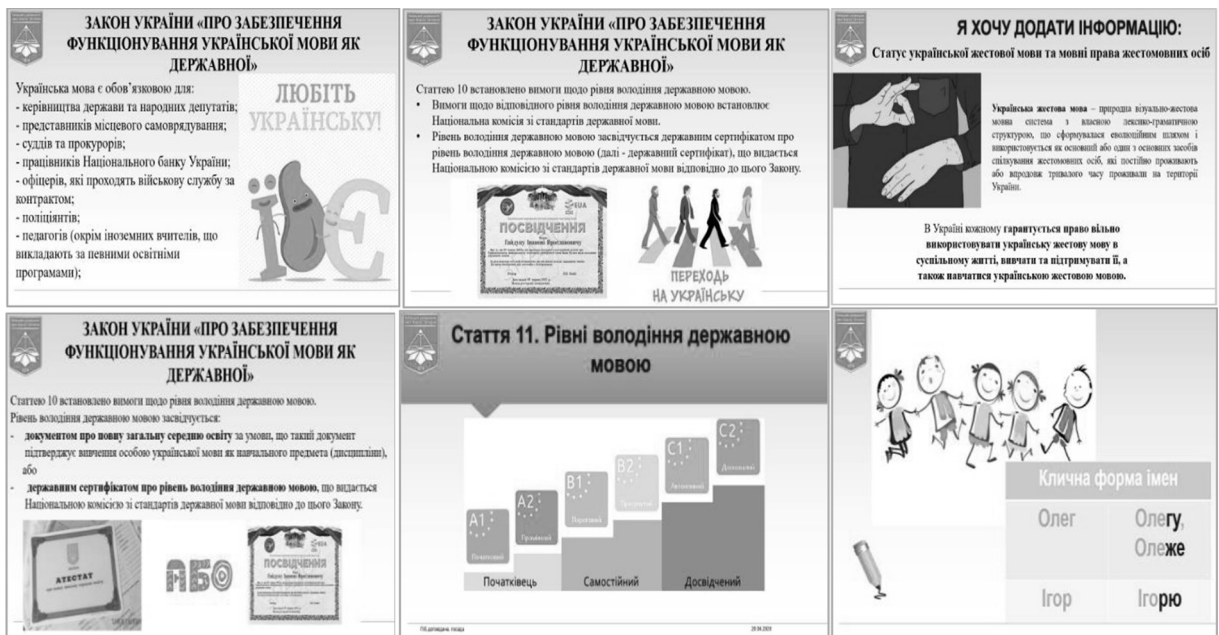 ЗАКОН УКРАЇНИ «ПРО ЗАБЕЗПЕЧЕННЯ
ФУНКЦІОНУВАННЯ УКРАЇНСЬКОЇ МОВИ ЯК
ДЕРЖАВНОЇ»
Українська мова є обов’язковою для:
- керівництва держави та народних депутатів;
- представників місцевого самоврядування;
- суддів та прокурорів;
- працівників Національного банку України;
- офіцерів, які проходять військову службу за
контрактом;
- поліціянтів;
- педагогів (окрім іноземних вчителів, що
викладають за певними освітніми
програмами);
ЛЮБІТЬ
УКРАЇНСЬКУ!
ЇЄ
ЗАКОН УКРАЇНИ «ПРО ЗАБЕЗПЕЧЕННЯ
ФУНКЦІОНУВАННЯ УКРАЇНСЬКОЇ МОВИ ЯК
ДЕРЖАВНОЇ»
Статтею 10 встановлено вимоги щодо рівня володіння державною мовою.
• Вимоги щодо відповідного рівня володіння державною мовою встановлює
Національна комісія зі стандартів державної мови.
• Рівень володіння державною мовою засвідчується державним сертифікатом про
рівень володіння державною мовою (далі - державний сертифікат), що видається
Національною комісією зі стандартів державної мови відповідно до цього Закону.
ПОСВІДЧЕННЯ
ПЕРЕХОДЬ
НА УКРАЇНСЬКУ
Я ХОЧУ ДОДАТИ ІНФОРМАЦІЮ:
Статус української жестової мови та мовні права жестомовних осіб
Українська жестова мова – природна візуально-жестова
мовна система з власною лексико-граматичною
структурою, що сформувалася еволюційним шляхом і
використовується як основний або один з основних засобів
спілкування жестомовних осіб, які постійно проживають
або впродовж тривалого часу проживали на території
України.
В Україні кожному гарантується право вільно
використовувати українську жестову мову в
суспільному житті, вивчати та підтримувати її, а
також навчатися українською жестовою мовою.
ЗАКОН УКРАЇНИ «ПРО ЗАБЕЗПЕЧЕННЯ
ФУНКЦІОНУВАННЯ УКРАЇНСЬКОЇ МОВИ ЯК
ДЕРЖАВНОЇ»
Статтею 10 встановлено вимоги щодо рівня володіння державною мовою.
Рівень володіння державною мовою засвідчується:
- документом про повну загальну середню освіту за умови, що такий документ
підтверджує вивчення особою української мови як навчального предмета (дисципліни),
або
- державним сертифікатом про рівень володіння державною мовою, що видається
Національною комісією зі стандартів державної мови відповідно до цього Закону.
АТЕСТАТ
АБО
ПОСВІДЧЕННЯ
Стаття 11. Рівні володіння державною
мовою
A1
Початковий
A2
B1
B2
C1
C2
Початківець
Самостійний
Досвідчений
Клична форма імен
Олег
Олегу,
Олеже
Ігор
Ігорю